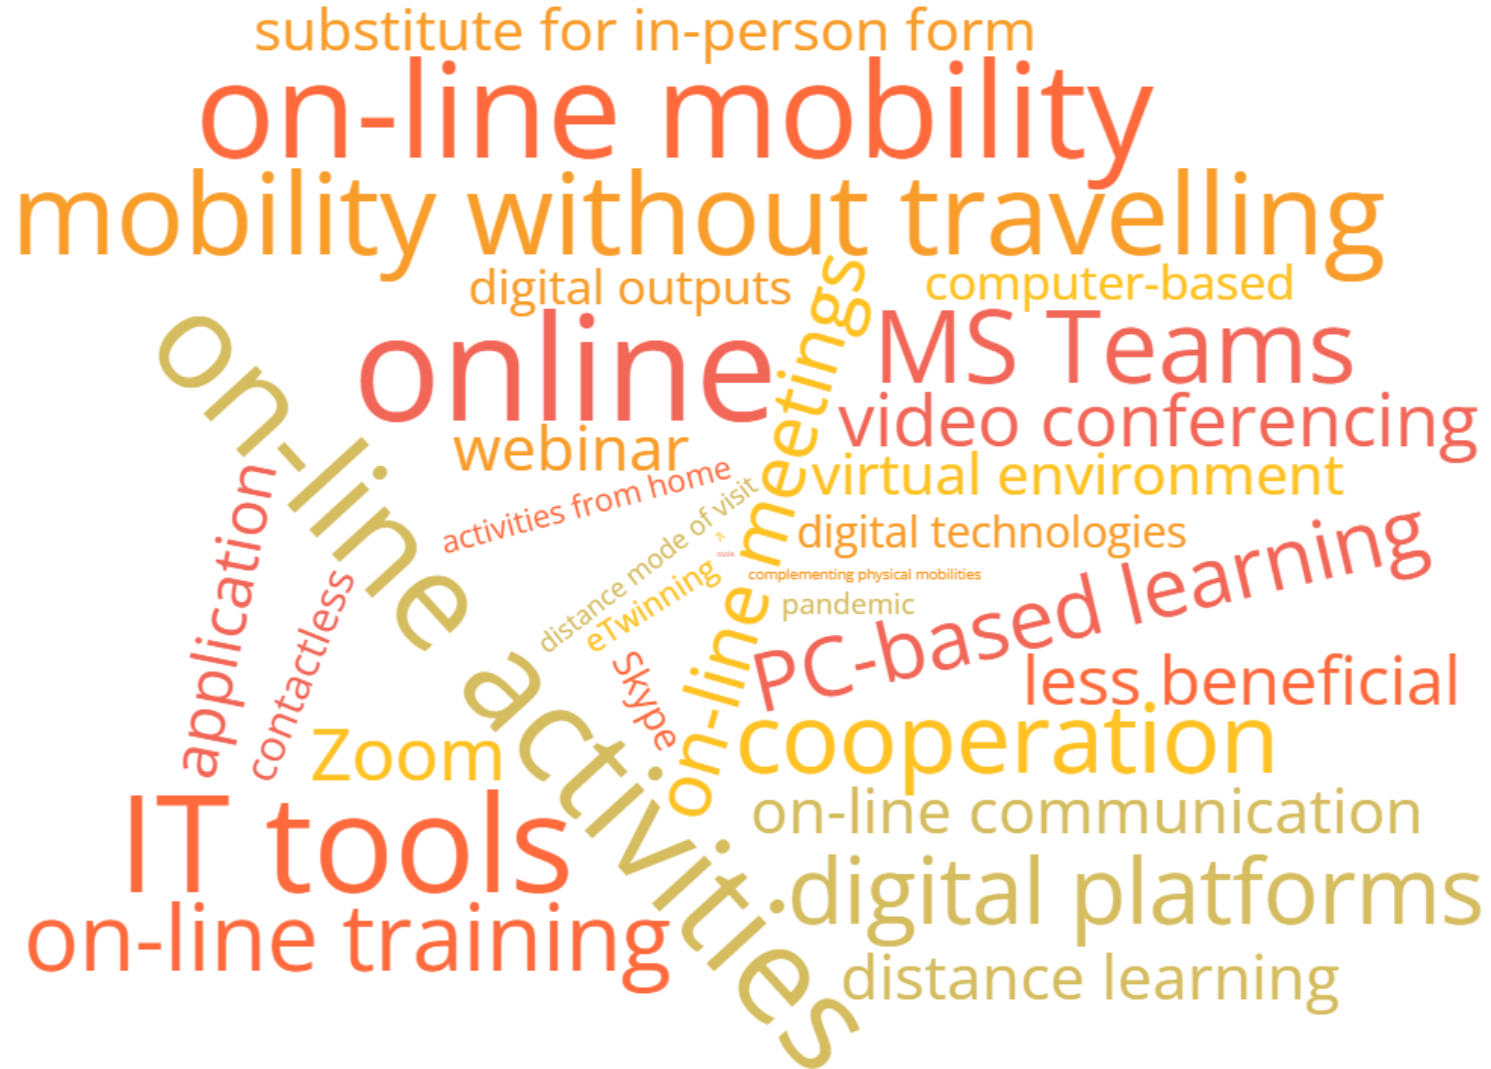 substitute for in-person form
on-line mobility
mobility without travelling
digital outputs
computer-based
on-line activities
online
on-line meetings
MS Teams
video conferencing
webinar
virtual environment
activities from home
distance mode of visit
digital technologies
application
contactless
tools
complementing physical mobilities
eTwinning
pandemic
PC-based learning
Skype
less beneficial
Zoom
cooperation
IT tools
on-line communication
digital platforms
on-line training
distance learning